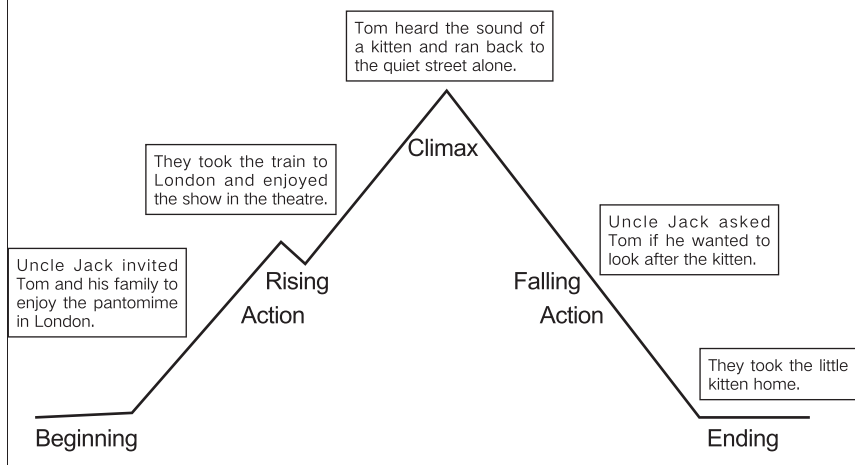 Tom heard the sound of
a kitten and ran back to
the quiet street alone.
Climax
They took the train to
London and enjoyed
the show in the theatre.
Uncle Jack asked
Tom if he wanted to
look after the kitten.
Uncle Jack invited
Tom and his family to
enjoy the pantomime
in London.
Rising
Action
Falling
Action
They took the little
kitten home.
Beginning
Ending